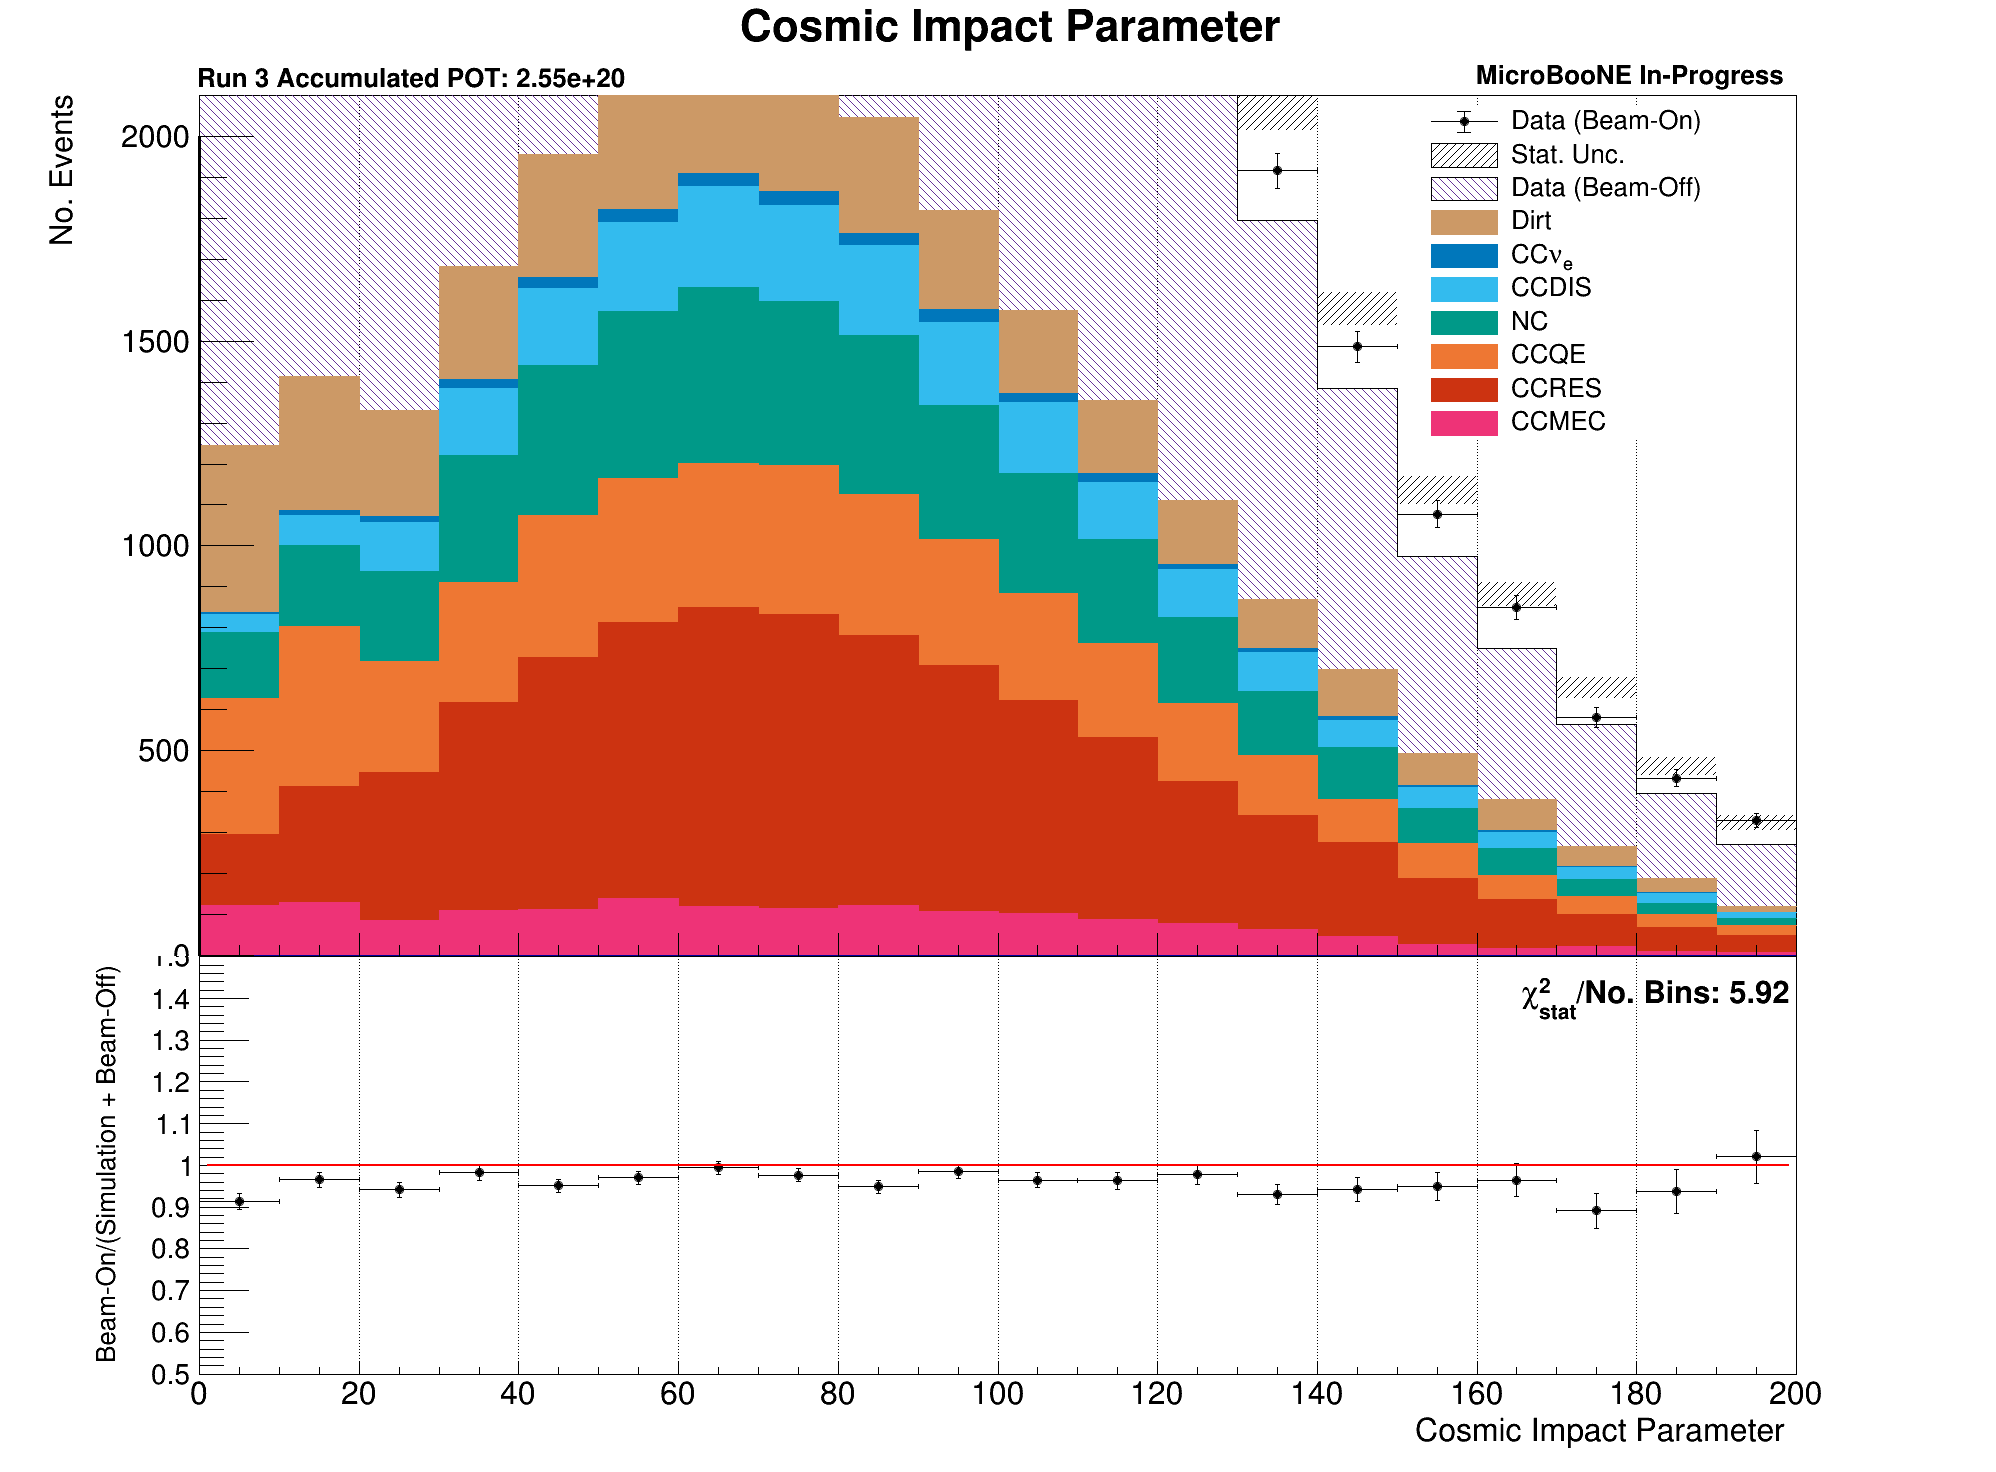 Cosmic Impact Parameter
Run 3 Accumulated POT: 2.55e+20
MicroBooNE In-Progress
No. Events
2000
1500
1000
500
0
Data (Beam-On)
Stat. Unc.
Data (Beam-Off)
Dirt
CCνe
CCDIS
NC
CCQE
CCRES
CCMEC
Beam-On/(Simulation + Beam-Off)
1.5
1.4
1.3
1.2
1.1
1
0.9
0.8
0.7
0.6
0.5
χ²stat/No. Bins: 5.92
0 20 40 60 80 100 120 140 160 180 200
Cosmic Impact Parameter